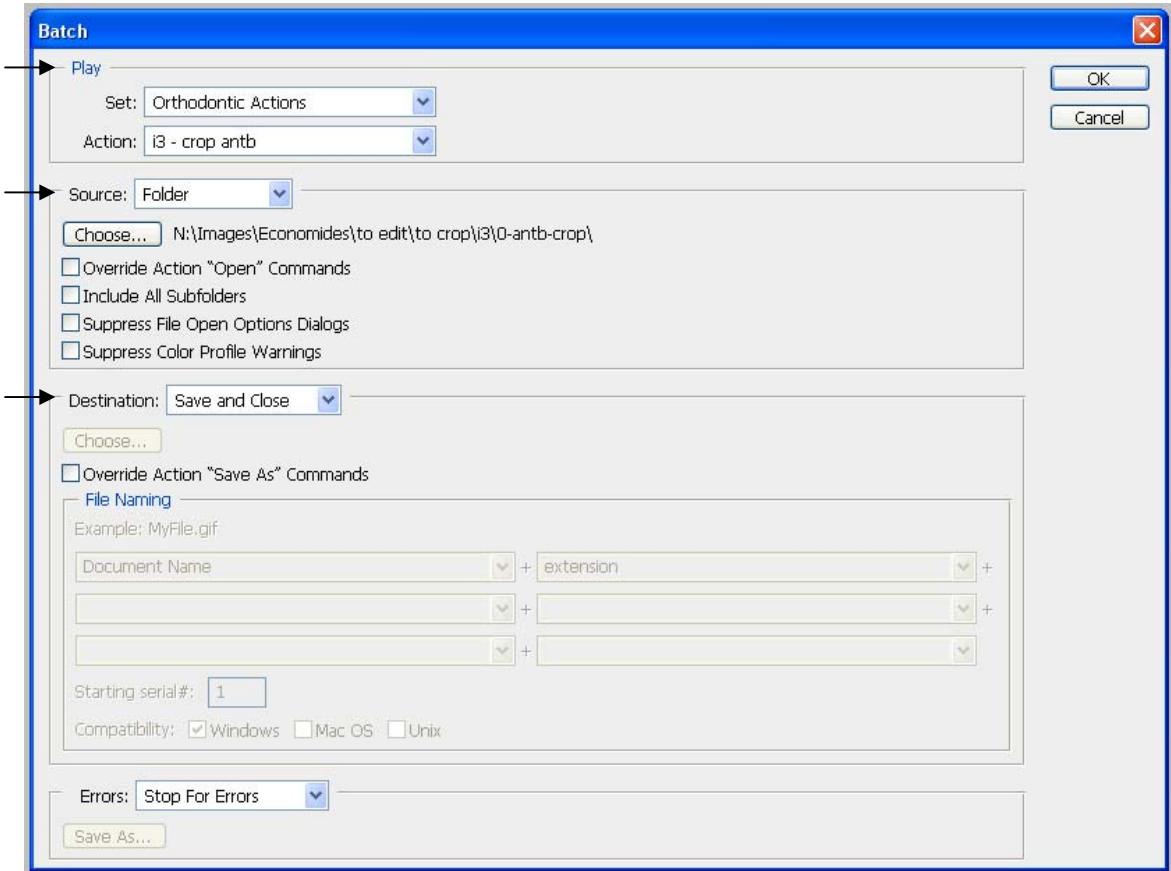 Batch
Play
Set: Orthodontic Actions
Action: i3 - crop antb
OK
Cancel
Source: Folder
Choose... N:\Images\Economides\to edit\to crop\i3\0-antb-crop\
Override Action "Open" Commands
Include All Subfolders
Suppress File Open Options Dialogs
Suppress Color Profile Warnings
Destination: Save and Close
Choose...
Override Action "Save As" Commands
File Naming
Example: MyFile.gif
Document Name + extension +
+ +
+
Starting serial#: 1
Compatibility: Windows Mac OS Unix
Errors: Stop For Errors
Save As...